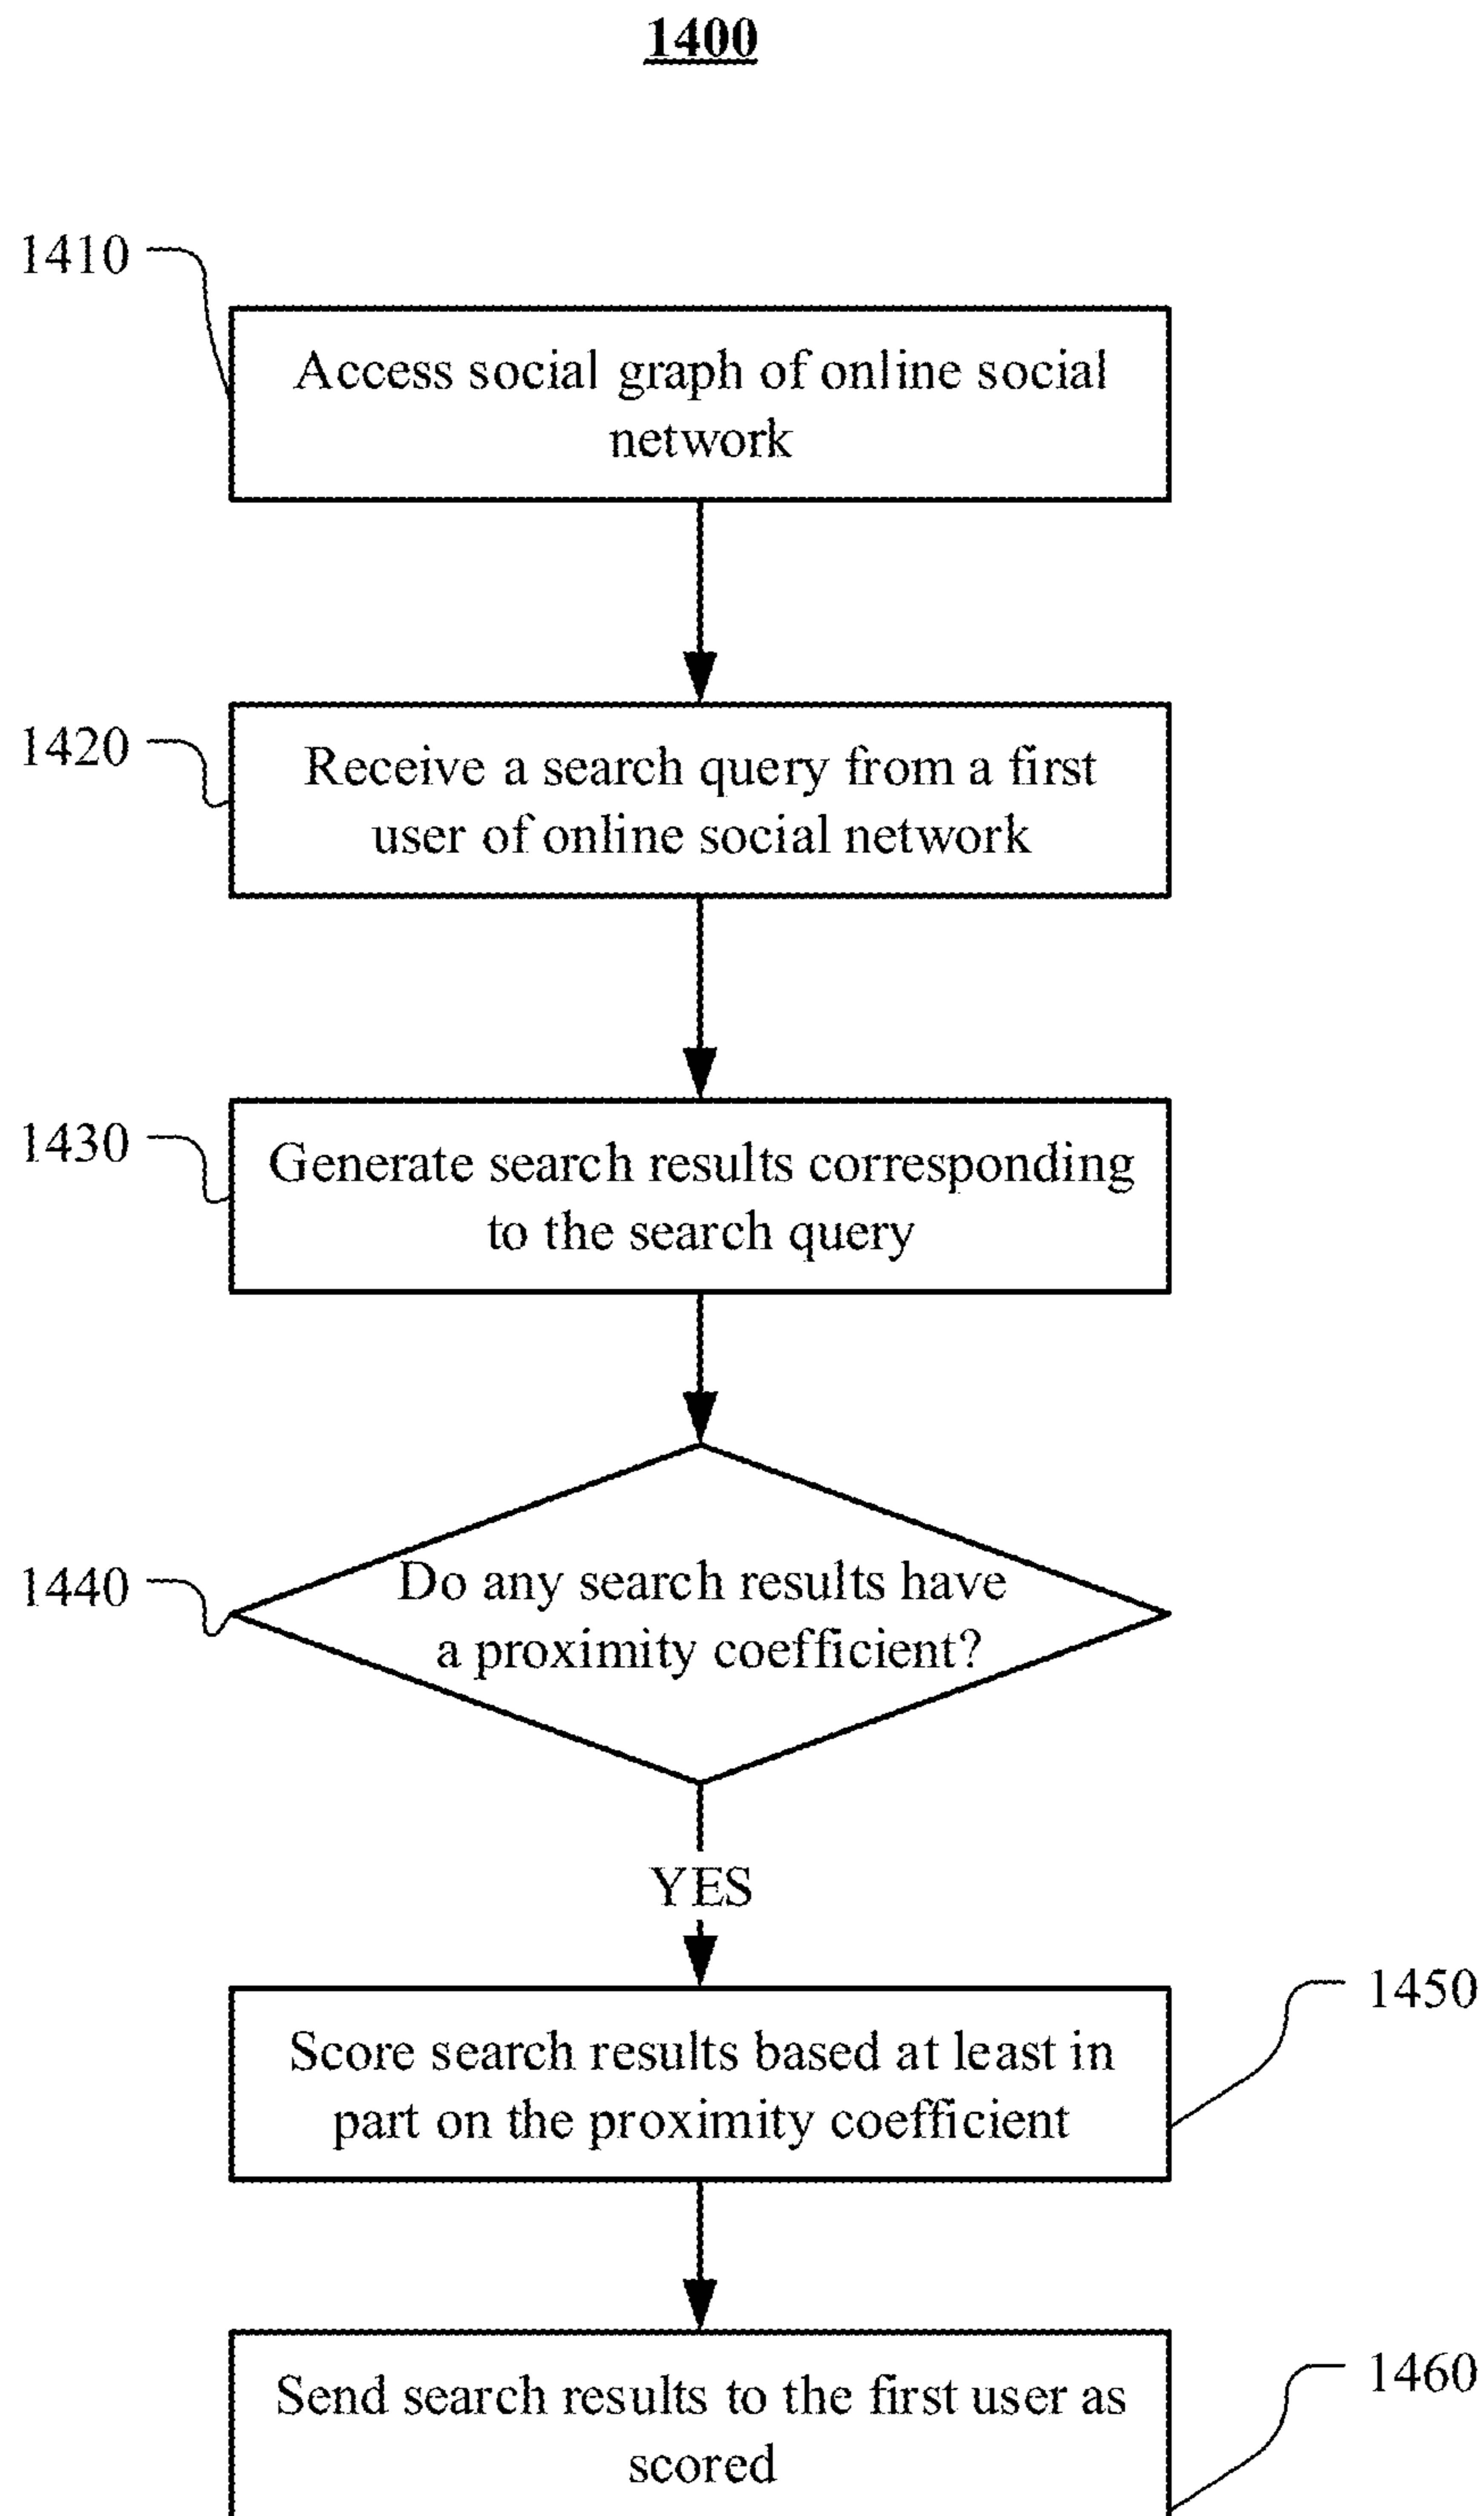 1400
1410
Access social graph of online social
network
1420
Receive a search query from a first
user of online social network
1430
Generate search results corresponding
to the search query
1440
Do any search results have
a proximity coefficient?
YES
1450
Score search results based at least in
part on the proximity coefficient
1460
Send search results to the first user as
scored